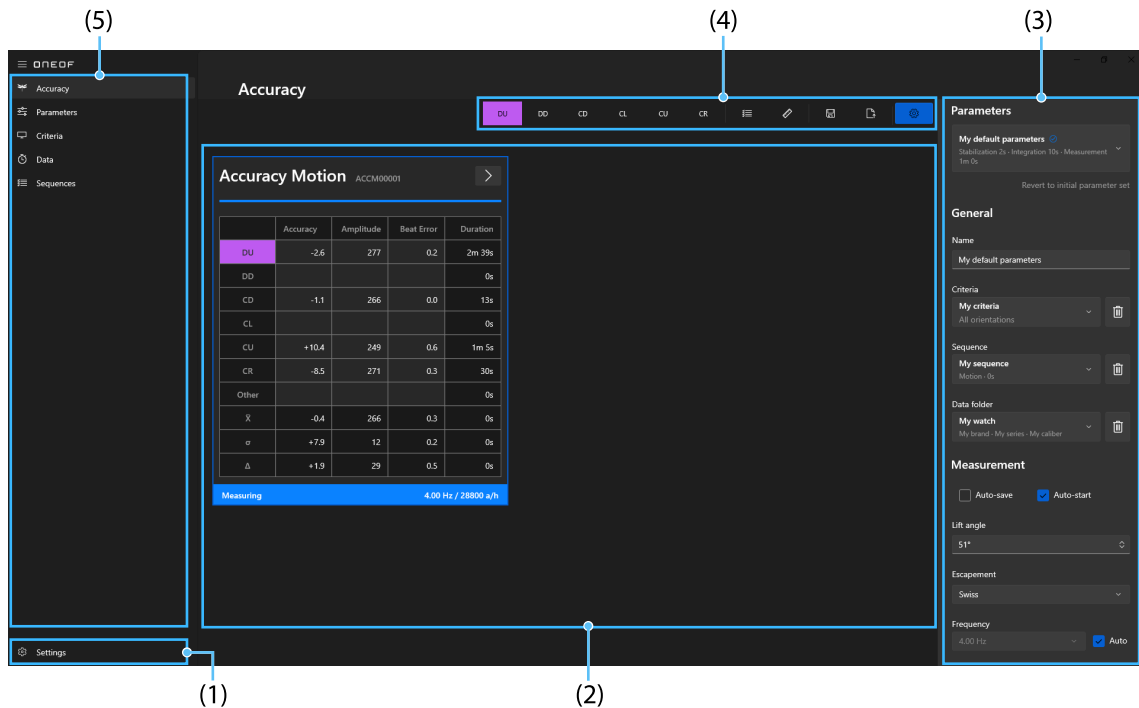 (5)
(4)
(3)
ONEOF
Accuracy
Parameters
Criteria
Data
Sequences
Settings
(1)
Accuracy
DU DD CD CL CU CR
Accuracy Motion ACCM00001
Accuracy Amplitude Beat Error Duration
DU -2.6 277 0.2 2m 39s
DD 0s
CD -1.1 266 0.0 13s
CL 0s
CU +10.4 249 0.6 1m 5s
CR -8.5 271 0.3 30s
Other 0s
X̄ -0.4 266 0.3 0s
σ +7.9 12 0.2 0s
Δ +1.9 29 0.5 0s
Measuring 4.00 Hz / 28800 a/h
(2)
Parameters
My default parameters
Stabilization 2s - Integration 10s - Measurement
1m 0s
Revert to initial parameter set
General
Name
My default parameters
Criteria
My criteria
All orientations
Sequence
My sequence
Motion - 0s
Data folder
My watch
My brand - My series - My caliber
Measurement
Auto-save Auto-start
Lift angle
51°
Escapement
Swiss
Frequency
4.00 Hz Auto